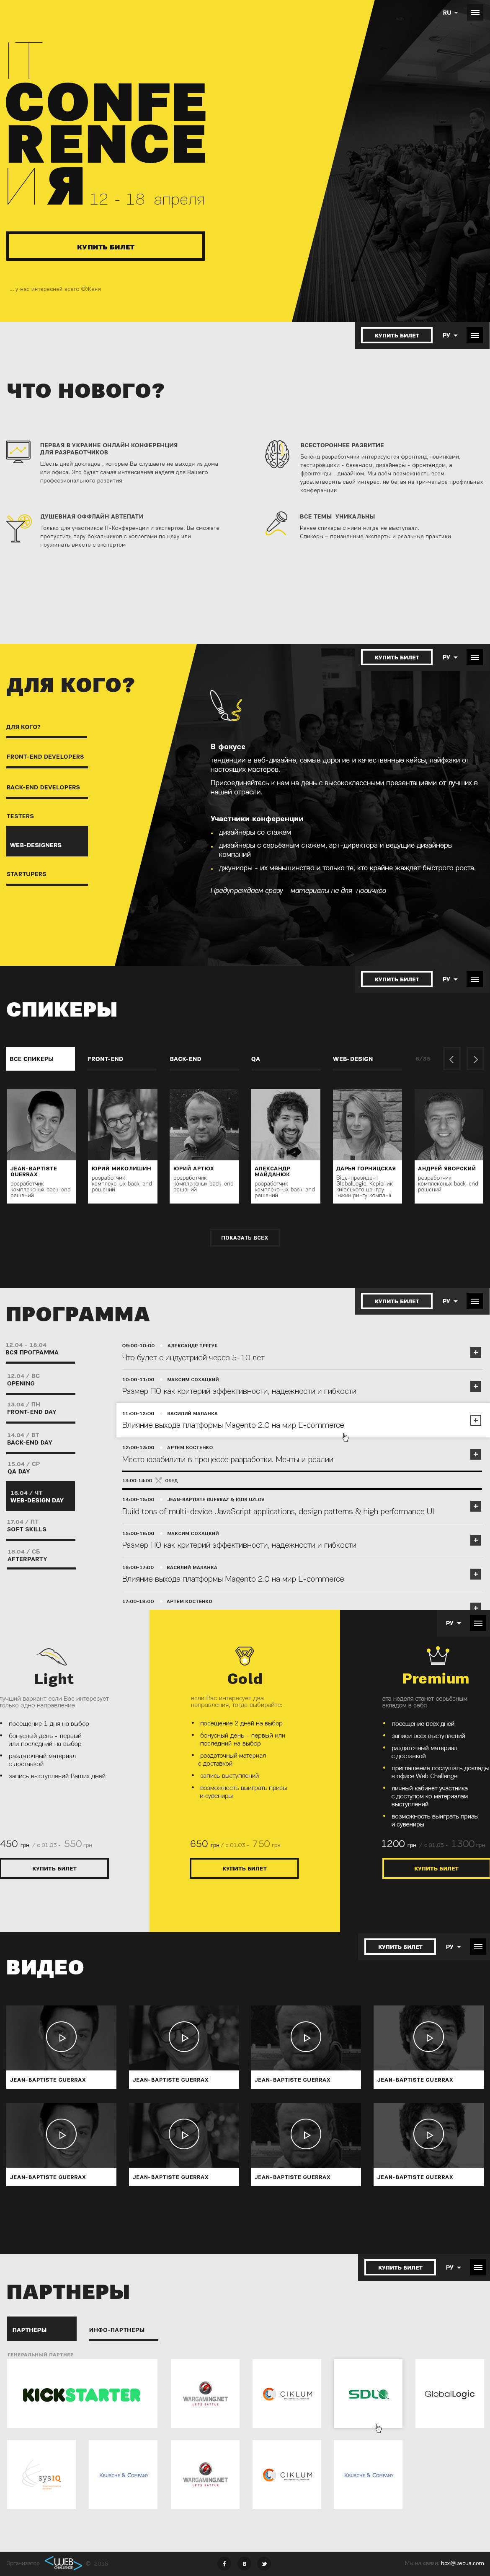 RU
IT
CONFE
RENCE
ИЯ 12 - 18 апреля
КУПИТЬ БИЛЕТ
... у нас интересней всего ©Женя
КУПИТЬ БИЛЕТ РУ
ЧТО НОВОГО?
ПЕРВАЯ В УКРАИНЕ ОНЛАЙН КОНФЕРЕНЦИЯ
ДЛЯ РАЗРАБОТЧИКОВ
Шесть дней докладов , которые Вы слушаете не выходя из дома
или офиса. Это будет самая интенсивная неделя для Вашего
профессионального развития
ВСЕСТОРОННЕЕ РАЗВИТИЕ
Бизнед разработчика интересуются фронтенд новинками,
тестировщики - бекендом, дизайнеры - фронтендом, а
фронтенды - дизайном. Мы даём возможность всем
удовлетворить свой интерес, не бегая на три-четыре профильных
конференции
ДУШЕВНАЯ ОФФЛАЙН АВТЕПАТИ
Только для участников IT-Конференции и экспертов. Вы сможете
пропустить пару бокальчиков с коллегами по цеху или
поужинать вместе с экспертом
ВСЕ ТЕМЫ УНИКАЛЬНЫ
Ранее спикеры с ними нигде не выступали.
Спикеры – признанные эксперты и реальные практики
КУПИТЬ БИЛЕТ РУ
ДЛЯ КОГО?
ДЛЯ КОГО?
FRONT-END DEVELOPERS
BACK-END DEVELOPERS
TESTERS
WEB-DESIGNERS
STARTUPERS
В фокусе
тенденции в веб-дизайне, самые дорогие и качественные кейсы, лайфхаки от
настоящих мастеров.
Присоединяйтесь к нам на день с высококлассными презентациями от лучших в
нашей отрасли.
Участники конференции
дизайнеры со стажем
дизайнеры с серьёзным стажем, арт-директора и ведущие дизайнеры
компаний
джуниоры - их меньшинство и только те, кто крайне жаждет быстрого роста.
Предупреждаем сразу - материалы не для новичков
КУПИТЬ БИЛЕТ РУ
СПИКЕРЫ
ВСЕ СПИКЕРЫ FRONT-END BACK-END QA WEB-DESIGN 6/39
JEAN-BAPTISTE
GUERRAX
разработчик
комплексных back-end
решений
ЮРИЙ МИКОЛИШИН
разработчик
комплексных back-end
решений
ЮРИЙ АРТЮХ
разработчик
комплексных back-end
решений
АЛЕКСАНДР
МАЙДАНЮК
разработчик
комплексных back-end
решений
ДАРЬЯ ГОРНИЦСКАЯ
Віце-президент
GlobalLogic. Керівник
київського центру
інжинірингу компанії
АНДРЕЙ ЯВОРСКИЙ
разработчик
комплексных back-end
решений
ПОКАЗАТЬ ВСЕХ
КУПИТЬ БИЛЕТ РУ
ПРОГРАММА
12.04 - 18.04
ВСЯ ПРОГРАММА
12.04 / ВС
OPENING
13.04 / ПН
FRONT-END DAY
14.04 / ВТ
BACK-END DAY
15.04 / СР
QA DAY
16.04 / ЧТ
WEB-DESIGN DAY
17.04 / ПТ
SOFT SKILLS
18.04 / СБ
AFTERPARTY
09:00-10:00 АЛЕКСАНДР ТРЕГУБ
Что будет с индустрией через 5-10 лет
10:00-11:00 МАКСИМ СОХАЦКИЙ
Размер ПО как критерий эффективности, надежности и гибкости
11:00-12:00 ВАСИЛИЙ МАЛАНКА
Влияние выхода платформы Magento 2.0 на мир E-commerce
12:00-13:00 АРТЕМ КОСТЕНКО
Место юзабилити в процессе разработки. Мечты и реалии
13:00-14:00 ОБЕД
14:00-15:00 JEAN-BAPTISTE GUERRAZ & IGOR UZLOV
Build tons of multi-device JavaScript applications, design patterns & high performance UI
15:00-16:00 МАКСИМ СОХАЦКИЙ
Размер ПО как критерий эффективности, надежности и гибкости
16:00-17:00 ВАСИЛИЙ МАЛАНКА
Влияние выхода платформы Magento 2.0 на мир E-commerce
17:00-18:00 АРТЕМ КОСТЕНКО
РУ
Light
лучший вариант если Вас интересует
только одно направление
посещение 1 дня на выбор
бонусный день - первый
или последний на выбор
раздаточный материал
с доставкой
запись выступлений Ваших дней
450 грн / с 01.03 - 550 грн
КУПИТЬ БИЛЕТ
Gold
если Вас интересует два
направления, тогда выбирайте:
посещение 2 дней на выбор
бонусный день - первый или
последний на выбор
раздаточный материал
с доставкой
запись выступлений
возможность выиграть призы
и сувениры
650 грн / с 01.03 - 750 грн
КУПИТЬ БИЛЕТ
Premium
эта неделя станет серьёзным
вкладом в себя
посещение всех дней
записи всех выступлений
раздаточный материал
с доставкой
приглашение послушать доклады
в офисе Web Challenge
личный кабинет участника
с доступом ко материалам
выступлений
возможность выиграть призы
и сувениры
1200 грн / с 01.03 - 1300 грн
КУПИТЬ БИЛЕТ
КУПИТЬ БИЛЕТ РУ
ВИДЕО
JEAN-BAPTISTE GUERRAX JEAN-BAPTISTE GUERRAX JEAN-BAPTISTE GUERRAX JEAN-BAPTISTE GUERRAX
JEAN-BAPTISTE GUERRAX JEAN-BAPTISTE GUERRAX JEAN-BAPTISTE GUERRAX JEAN-BAPTISTE GUERRAX
КУПИТЬ БИЛЕТ РУ
ПАРТНЕРЫ
ПАРТНЕРЫ ИНФО-ПАРТНЕРЫ
ГЕНЕРАЛЬНЫЙ ПАРТНЕР
KICKSTARTER
WARGAMING.NET
LET'S BATTLE
CIKLUM
SDL
GlobalLogic
sysIQ
KRUSCHE & COMPANY
WARGAMING.NET
LET'S BATTLE
CIKLUM
KRUSCHE & COMPANY
Организатор: WEB CHALLENGE © 2015
f B
Мы на связи: box@uwcua.com